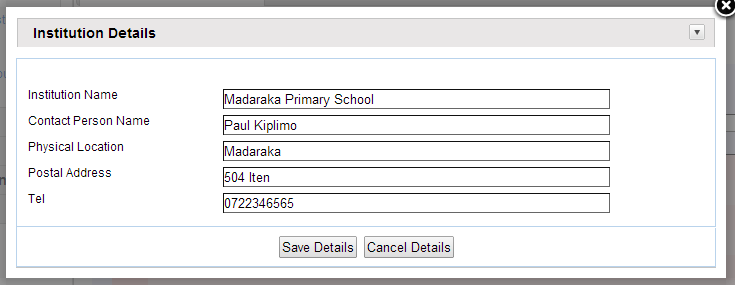 Institution Details
Institution Name Madaraka Primary School
Contact Person Name Paul Kiplimo
Physical Location Madaraka
Postal Address 504 Iten
Tel 0722346565
Save Details Cancel Details